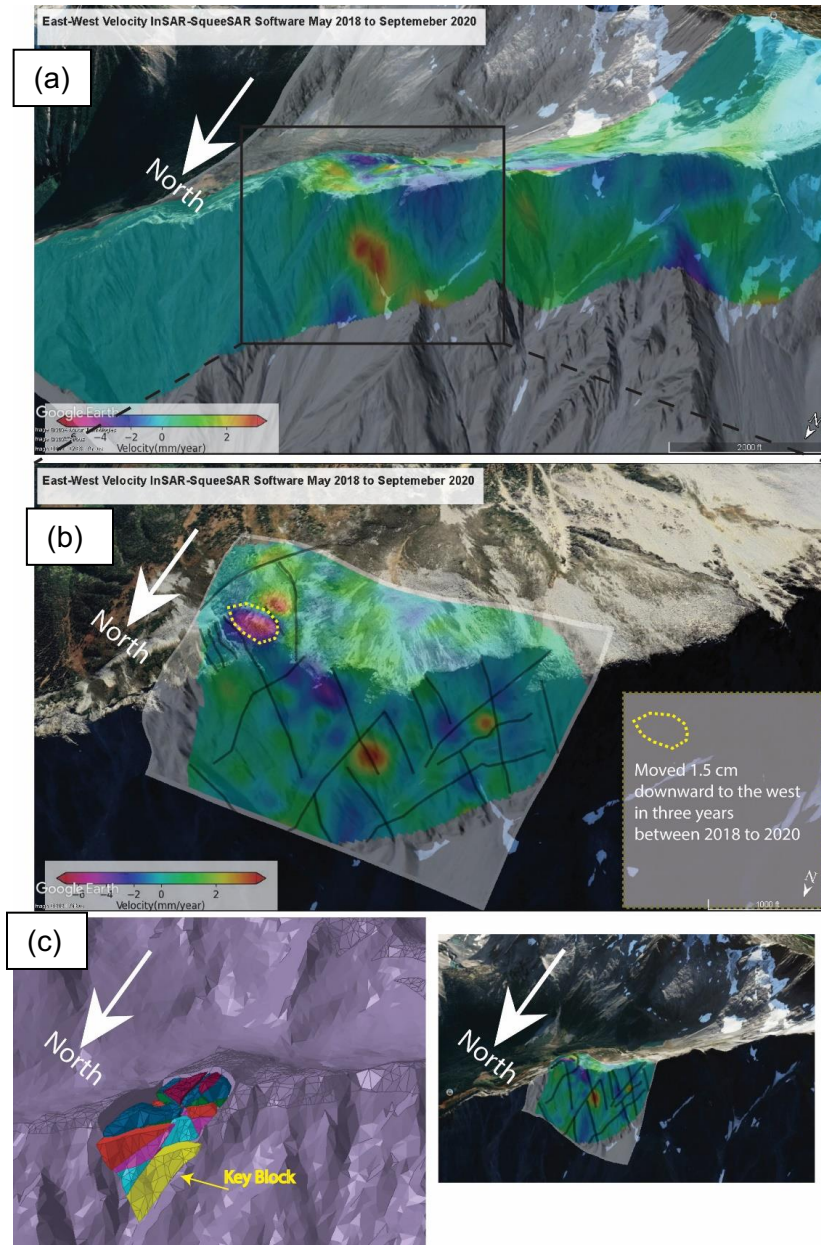 East-West Velocity InSAR-SqueeSAR Software May 2018 to Septemeber 2020
(a)
North
Google Earth
-4 -2 0 2
Velocity(mm/year)
2000 ft
N
East-West Velocity InSAR-SqueeSAR Software May 2018 to Septemeber 2020
(b)
North
Moved 1.5 cm
downward to the west
in three years
between 2018 to 2020
Google Earth
-6 -4 -2 0 2
Velocity(mm/year)
1000 ft
N
(c)
North
Key Block
North